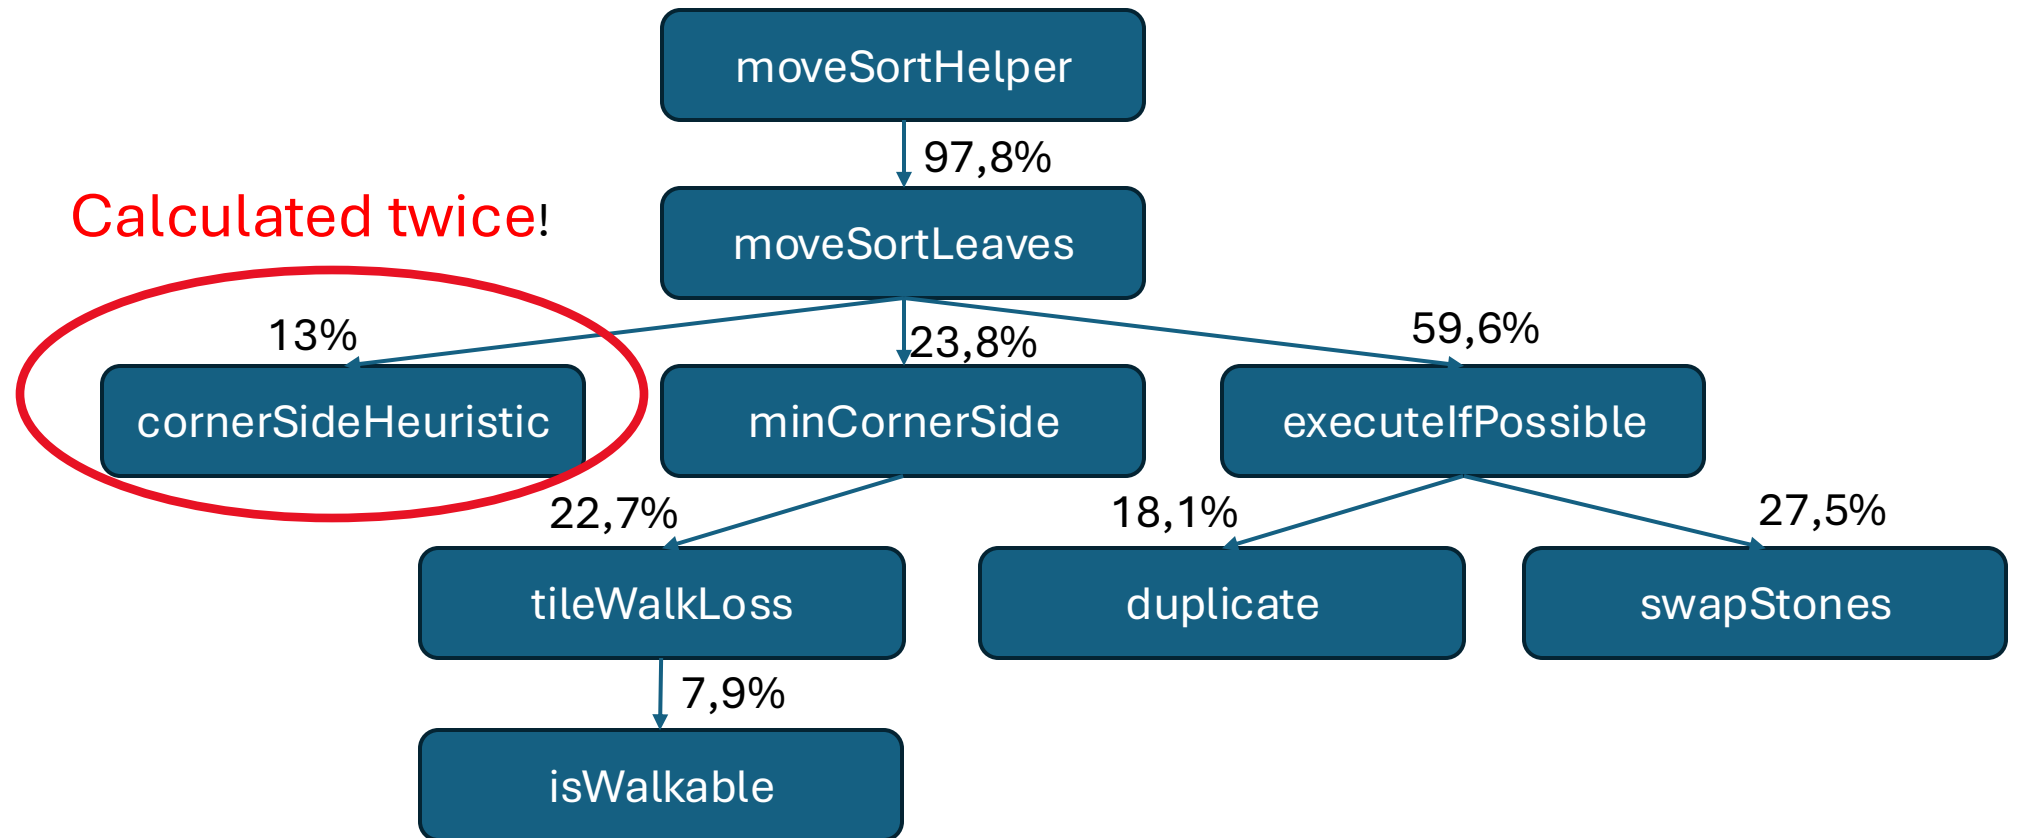 moveSortHelper
97,8%
Calculated twice!
moveSortLeaves
13%
23,8%
59,6%
cornerSideHeuristic
minCornerSide
executeIfPossible
22,7%
18,1%
27,5%
tileWalkLoss
duplicate
swapStones
7,9%
isWalkable